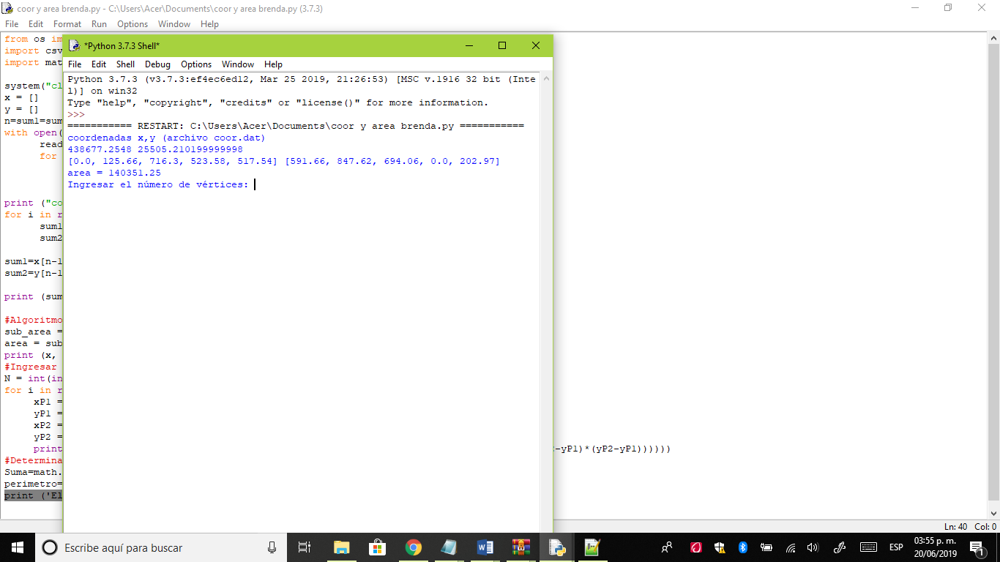 coor y area brenda.py - C:\Users\Acer\Documents\coor y area brenda.py (3.7.3)
File Edit Format Run Options Window Help
from os im
import csv
import mat
system("cl
x = []
y = []
n=sum1=sum
with open(
read
for
print ("co
for i in r
sum1
sum2
sum1=x[n-1
sum2=y[n-1
print (sum
#Algoritmo
sub_area =
area = sub
print (x,
#Ingresar
N = int(in
for i in r
xP1 =
yP1 =
xP2 =
yP2 =
print
-yP1)*(yP2-yP1))))))
#Determina
Suma=math.
perimetro=
print ('El
*Python 3.7.3 Shell*
File Edit Shell Debug Options Window Help
Python 3.7.3 (v3.7.3:ef4ec6ed12, Mar 25 2019, 21:26:53) [MSC v.1916 32 bit (Inte
l)] on win32
Type "help", "copyright", "credits" or "license()" for more information.
>>>
=========== RESTART: C:\Users\Acer\Documents\coor y area brenda.py ===========
coordenadas x,y (archivo coor.dat)
438677.2548 25505.210199999998
[0.0, 125.66, 716.3, 523.58, 517.54] [591.66, 847.62, 694.06, 0.0, 202.97]
area = 140351.25
Ingresar el número de vértices:
Ln: 40 Col: 0
Escribe aquí para buscar
ESP
03:55 p. m.
20/06/2019
1